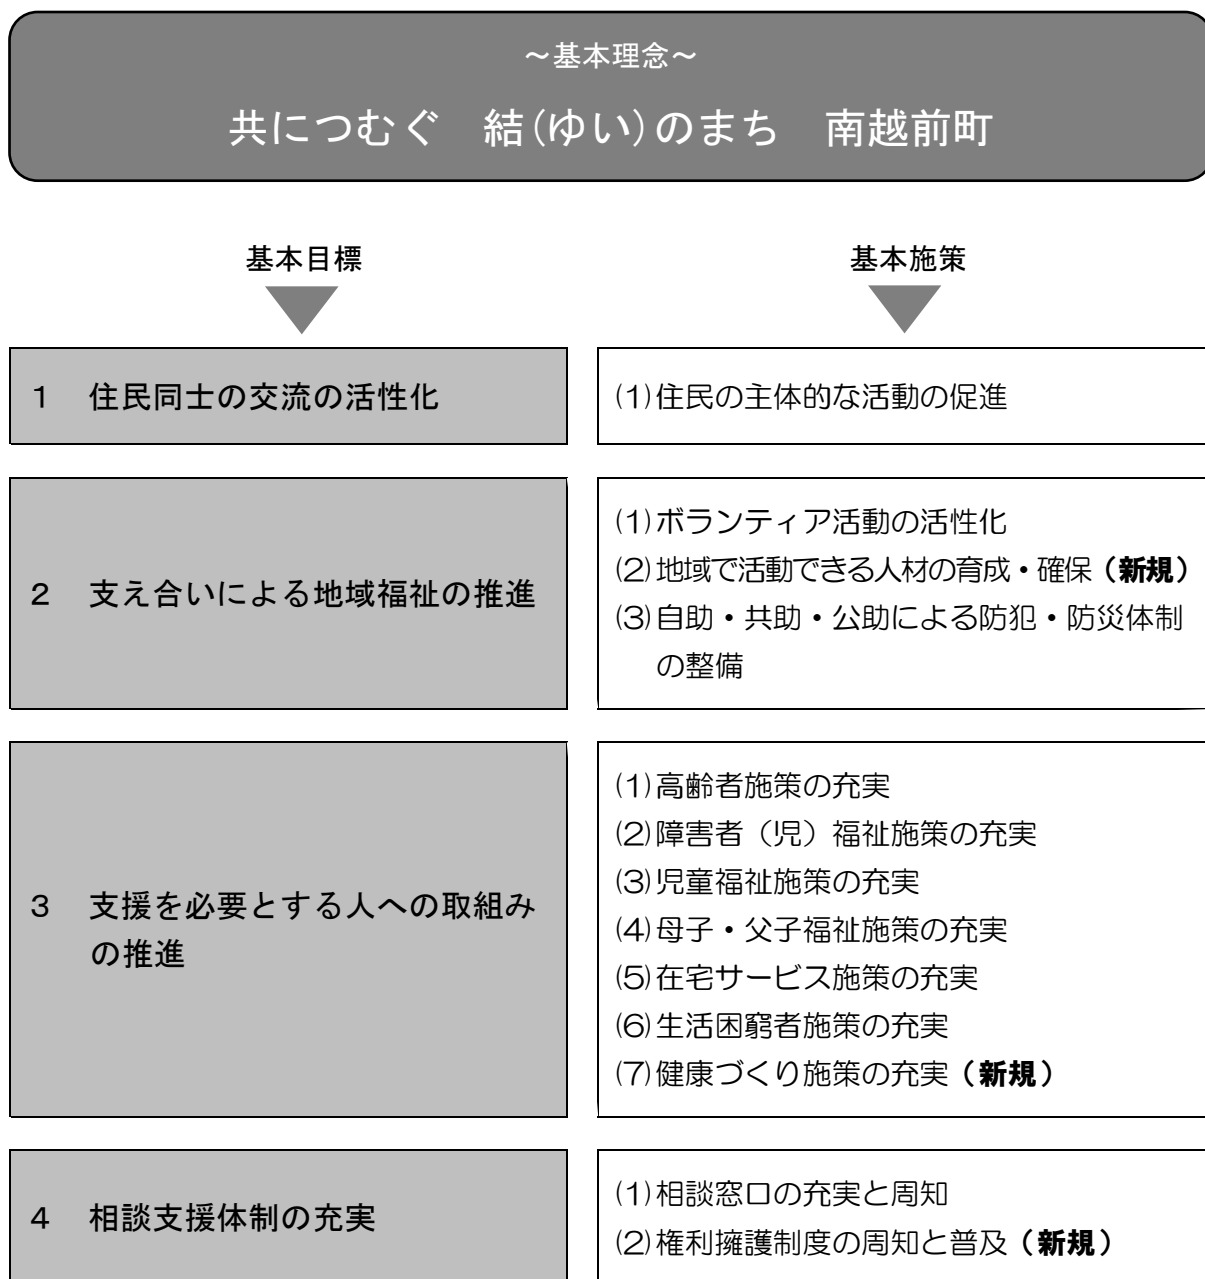 ～基本理念～
共につむぐ　結(ゆい)のまち　南越前町
基本目標
基本施策
1　住民同士の交流の活性化
(1)住民の主体的な活動の促進
2　支え合いによる地域福祉の推進
(1)ボランティア活動の活性化
(2)地域で活動できる人材の育成・確保（新規）
(3)自助・共助・公助による防犯・防災体制
の整備
3　支援を必要とする人への取組み
の推進
(1)高齢者施策の充実
(2)障害者（児）福祉施策の充実
(3)児童福祉施策の充実
(4)母子・父子福祉施策の充実
(5)在宅サービス施策の充実
(6)生活困窮者施策の充実
(7)健康づくり施策の充実（新規）
4　相談支援体制の充実
(1)相談窓口の充実と周知
(2)権利擁護制度の周知と普及（新規）